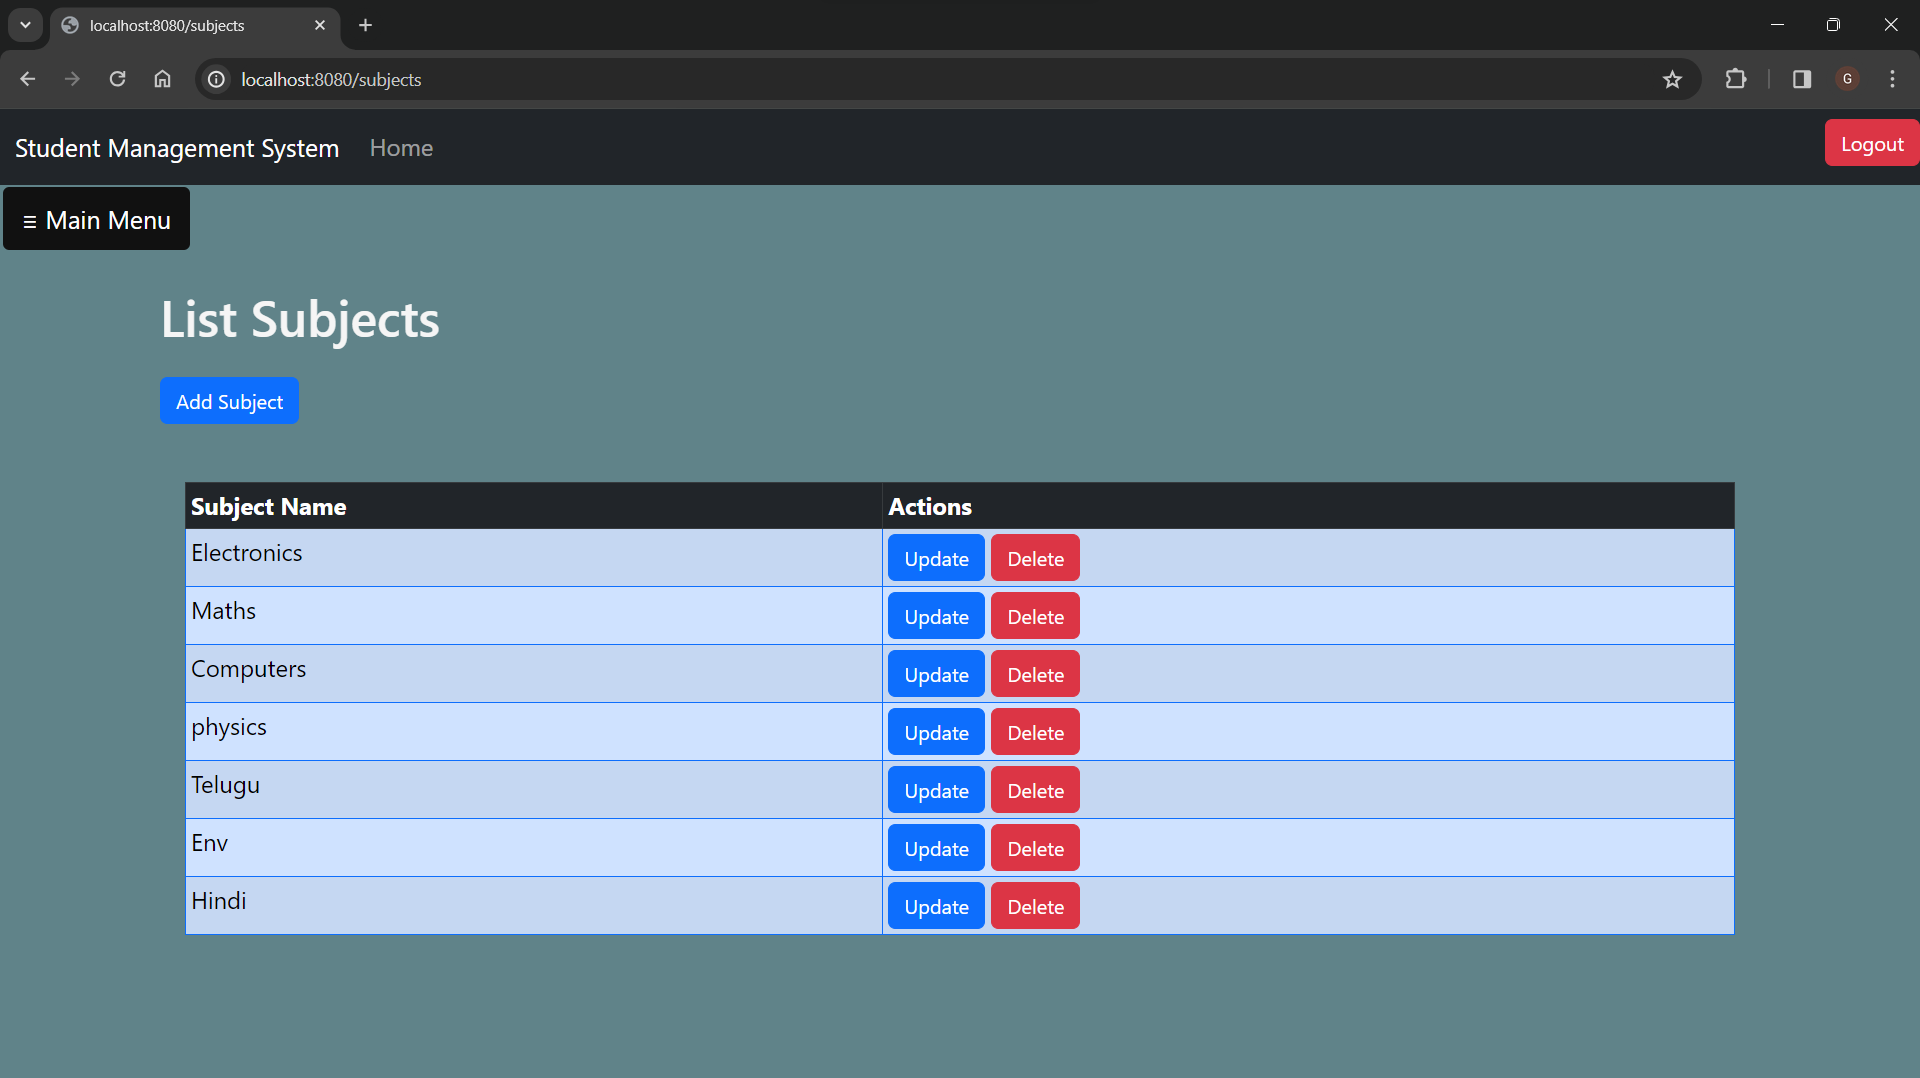 localhost:8080/subjects
localhost:8080/subjects
G
Student Management System Home Logout
☰ Main Menu
List Subjects
Add Subject
Subject Name Actions
Electronics Update Delete
Maths Update Delete
Computers Update Delete
physics Update Delete
Telugu Update Delete
Env Update Delete
Hindi Update Delete